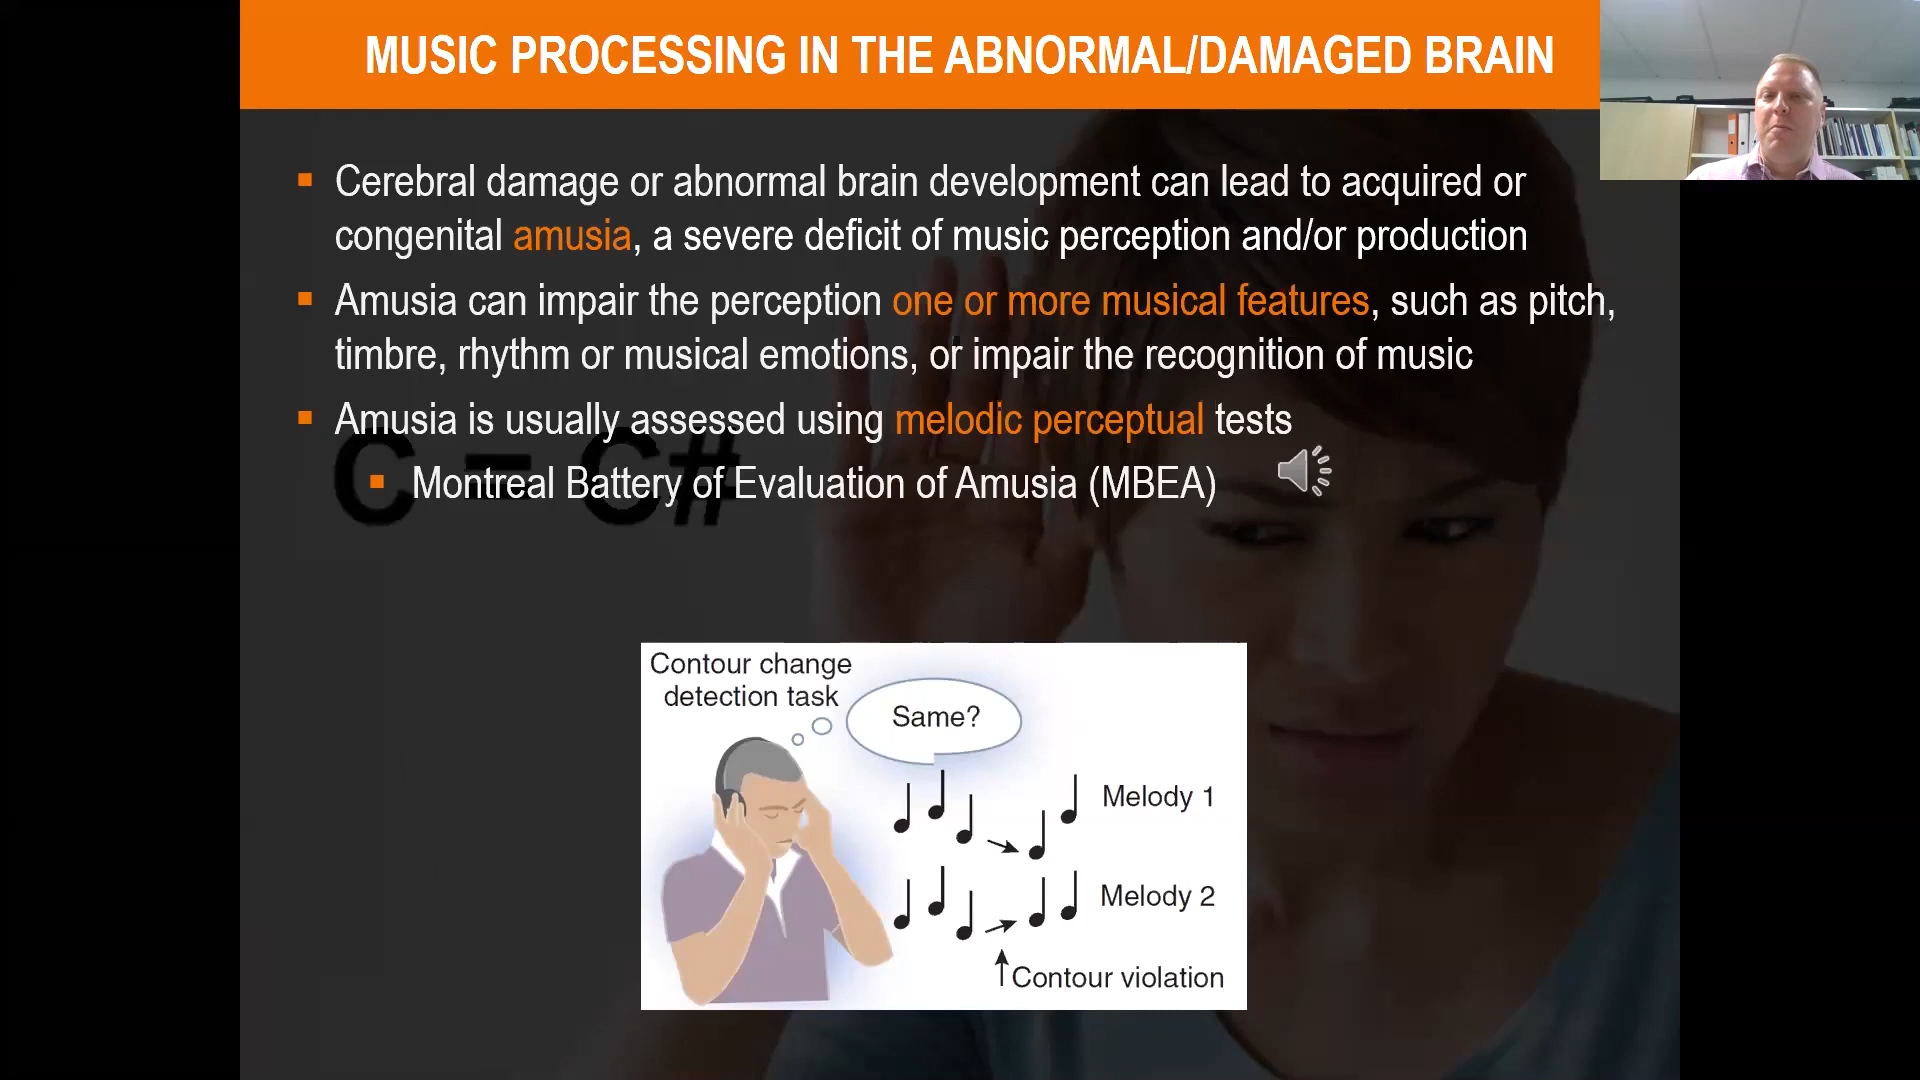 MUSIC PROCESSING IN THE ABNORMAL/DAMAGED BRAIN
Cerebral damage or abnormal brain development can lead to acquired or
congenital amusia, a severe deficit of music perception and/or production
Amusia can impair the perception one or more musical features, such as pitch,
timbre, rhythm or musical emotions, or impair the recognition of music
Amusia is usually assessed using melodic perceptual tests
C = C#
Montreal Battery of Evaluation of Amusia (MBEA)
Contour change
detection task
Same?
Melody 1
Melody 2
Contour violation